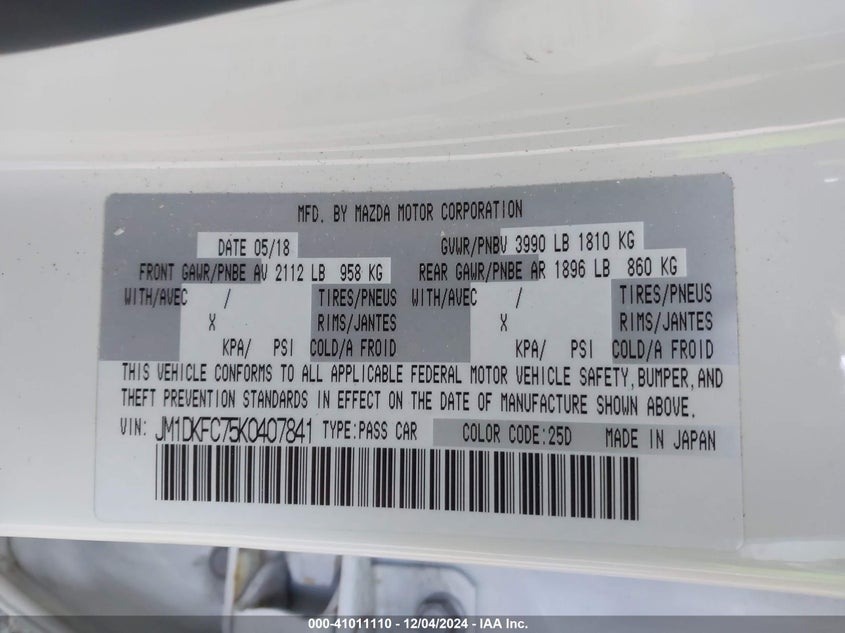 MFD. BY MAZDA MOTOR CORPORATION
DATE 05/18 GVWR/PNBV 3990 LB 1810 KG
FRONT GAWR/PNBE AV 2112 LB 958 KG REAR GAWR/PNBE AR 1896 LB 860 KG
WITH/AVEC / TIRES/PNEUS WITH/AVEC / TIRES/PNEUS
X RIMS/JANTES X RIMS/JANTES
KPA/ PSI COLD/A FROID KPA/ PSI COLD/A FROID
THIS VEHICLE CONFORMS TO ALL APPLICABLE FEDERAL MOTOR VEHICLE SAFETY, BUMPER, AND
THEFT PREVENTION STANDARDS IN EFFECT ON THE DATE OF MANUFACTURE SHOWN ABOVE.
VIN: JM1DKFC75K0407841 TYPE:PASS CAR COLOR CODE:25D MADE IN JAPAN
000-41011110 - 12/04/2024 - IAA Inc.